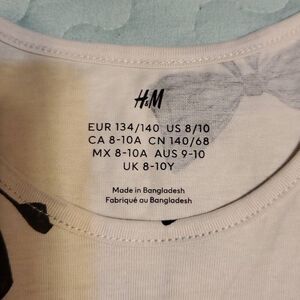 H&M
EUR 134/140 US 8/10
CA 8-10A CN 140/68
MX 8-10A AUS 9-10
UK 8-10Y
Made in Bangladesh
Fabriqué au Bangladesh